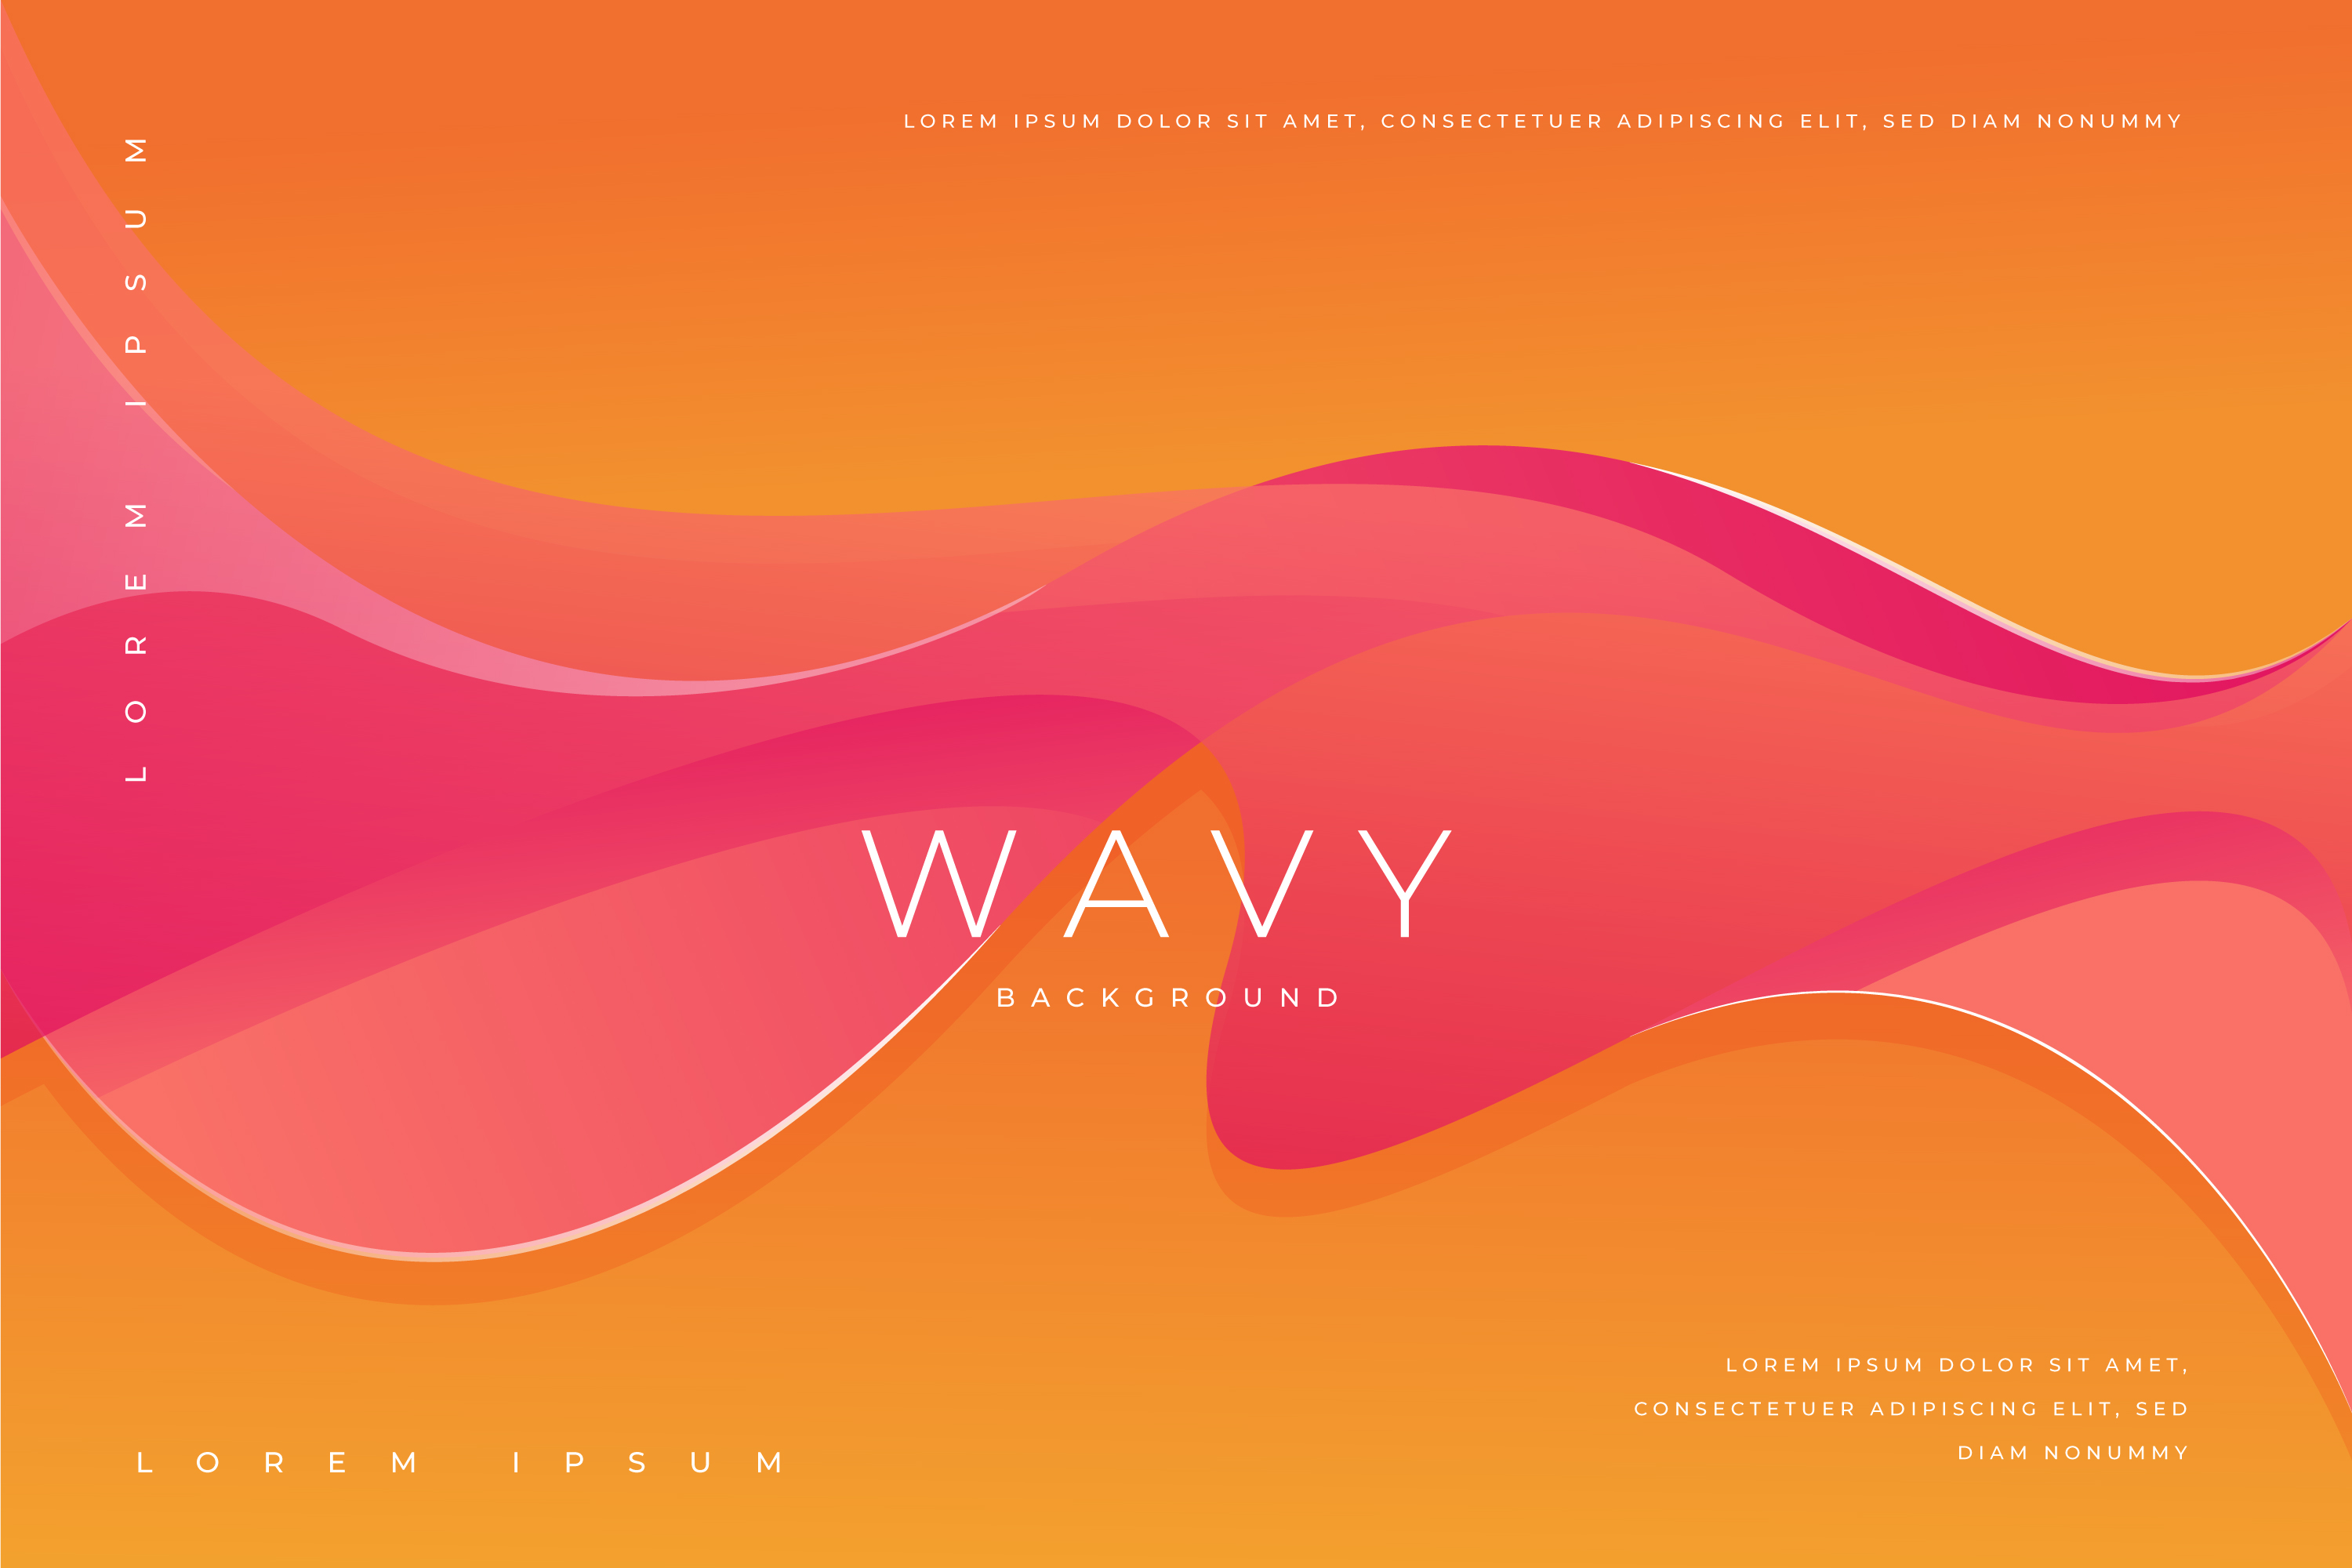 LOREM IPSUM DOLOR SIT AMET, CONSECTETUER ADIPISCING ELIT, SED DIAM NONUMMY
LOREM IPSUM
WAVY
BACKGROUND
LOREM IPSUM DOLOR SIT AMET,
CONSECTETUER ADIPISCING ELIT, SED
DIAM NONUMMY
LOREM IPSUM